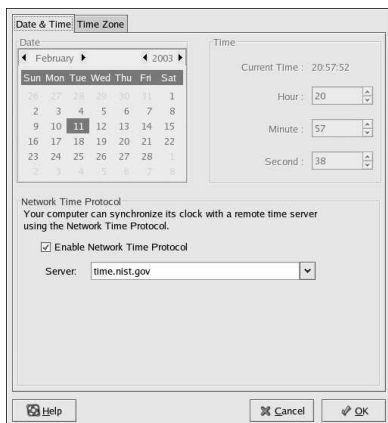 Date & Time Time Zone
Date
February 2003
Sun Mon Tue Wed Thu Fri Sat
26 27 28 29 30 31 1
2 3 4 5 6 7 8
9 10 11 12 13 14 15
16 17 18 19 20 21 22
23 24 25 26 27 28 1
2 3 4 5 6 7 8
Time
Current Time : 20:57:52
Hour : 20
Minute : 57
Second : 38
Network Time Protocol
Your computer can synchronize its clock with a remote time server
using the Network Time Protocol.
Enable Network Time Protocol
Server: time.nist.gov
Help Cancel OK